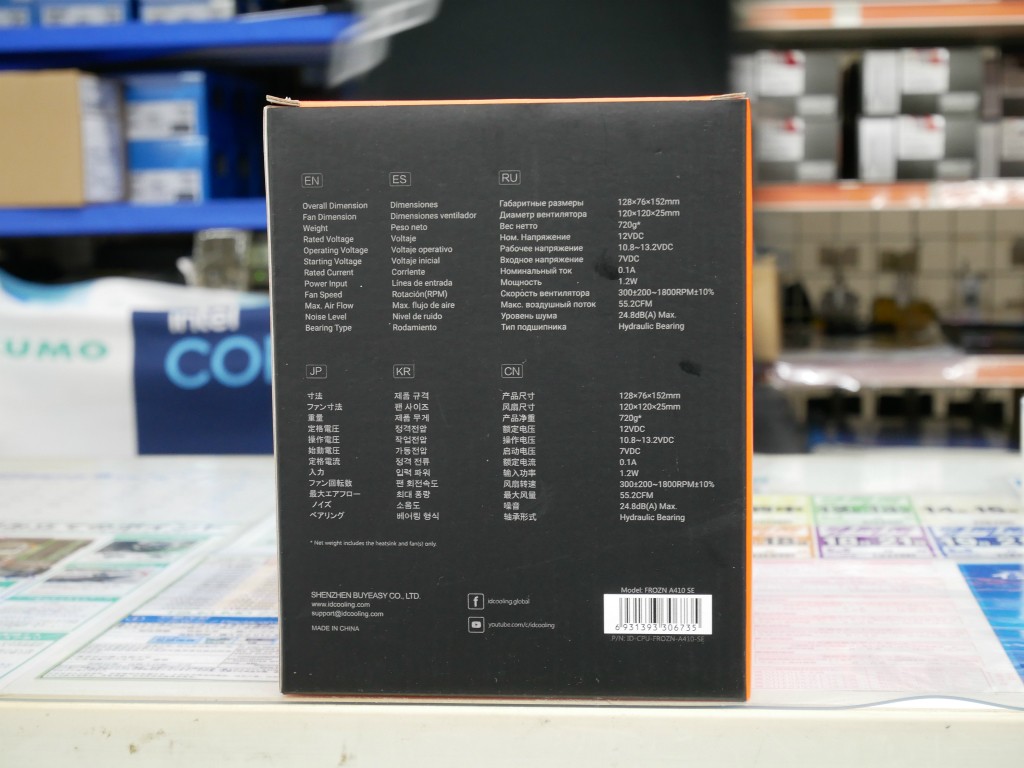 EN ES RU
Overall Dimension Dimensiones Габаритные размеры 128×76×152mm
Fan Dimension Dimensiones ventilador Диаметр вентилятора 120×120×25mm
Weight Peso neto Вес нетто 720g*
Rated Voltage Voltaje Ном. Напряжение 12VDC
Operating Voltage Voltaje operativo Рабочее напряжение 10.8~13.2VDC
Starting Voltage Voltaje inicial Входное напряжение 7VDC
Rated Current Corriente Номинальный ток 0.1A
Power Input Línea de entrada Мощность 1.2W
Fan Speed Rotación(RPM) Скорость вентилятора 300±200~1800RPM±10%
Max. Air Flow Max. flujo de aire Макс. воздушный поток 55.2CFM
Noise Level Nivel de ruido Уровень шума 24.8dB(A) Max.
Bearing Type Rodamiento Тип подшипника Hydraulic Bearing
JP KR CN
寸法 제품 규격 产品尺寸 128×76×152mm
ファン寸法 팬 사이즈 风扇尺寸 120×120×25mm
重量 제품 무게 产品净重 720g*
定格電圧 정격전압 额定电压 12VDC
操作電圧 작업전압 操作电压 10.8~13.2VDC
始動電圧 가동전압 启动电压 7VDC
定格電流 정격 전류 额定电流 0.1A
入力 입력 파워 输入功率 1.2W
ファン回転数 팬 회전속도 风扇转速 300±200~1800RPM±10%
最大エアフロー 최대 풍량 最大风量 55.2CFM
ノイズ 소음도 噪音 24.8dB(A) Max.
ベアリング 베어링 형식 轴承形式 Hydraulic Bearing
* Net weight includes the heatsink and fan(s) only.
SHENZHEN BUYEASY CO., LTD.
www.idcooling.com
support@idcooling.com
MADE IN CHINA
idcooling.global
youtube.com/c/idcooling
Model: FROZN A410 SE
6 931393 306735
P/N: ID-CPU-FROZN-A410-SE
intel
UMO